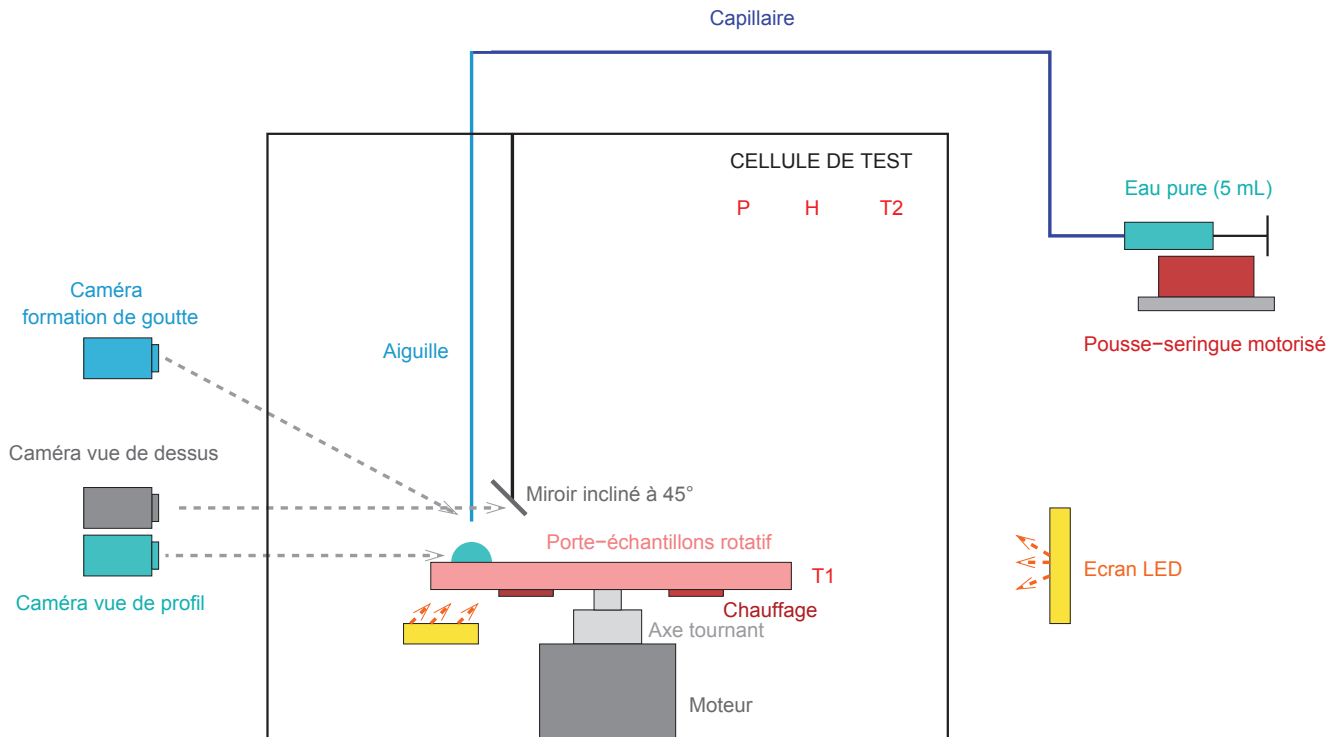 Capillaire
CELLULE DE TEST
P H T2
Eau pure (5 mL)
Caméra
formation de goutte
Aiguille
Pousse−seringue motorisé
Caméra vue de dessus
Miroir incliné à 45°
Porte−échantillons rotatif
T1
Ecran LED
Caméra vue de profil
Chauffage
Axe tournant
Moteur